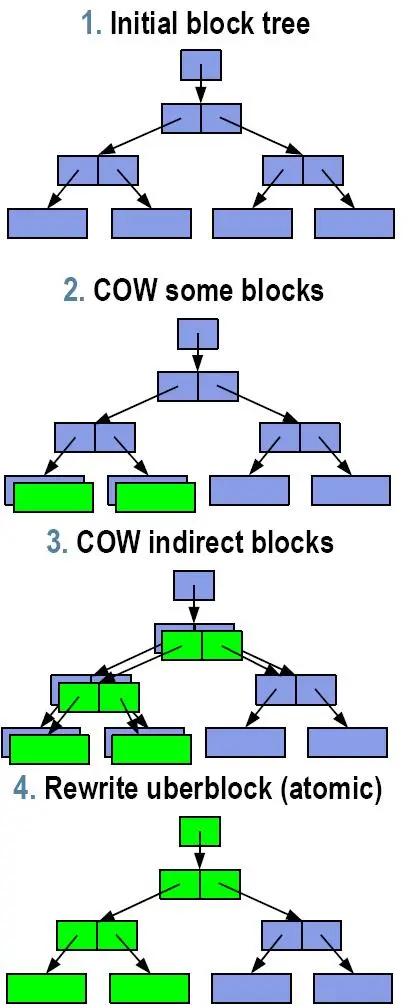 1. Initial block tree
2. COW some blocks
3. COW indirect blocks
4. Rewrite uberblock (atomic)